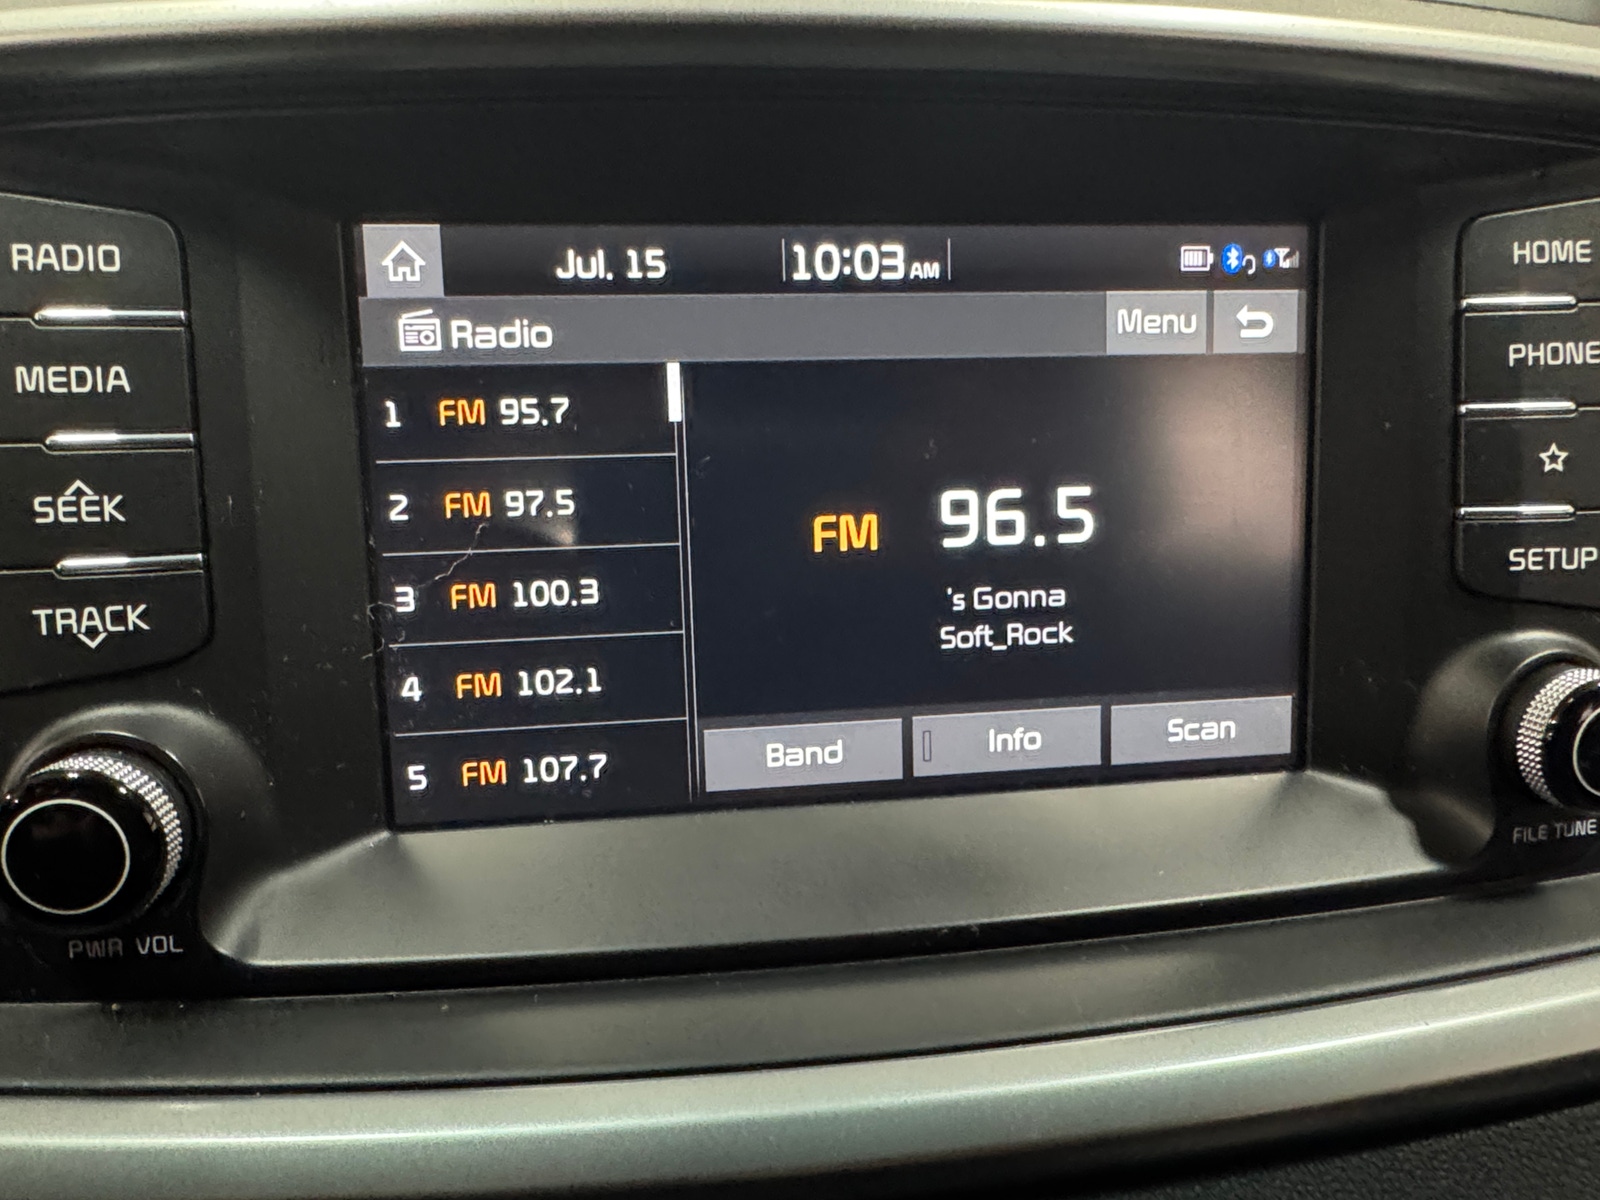 RADIO
MEDIA
SEEK
TRACK
PWR VOL
Jul. 15
10:03 AM
Radio
Menu
1 FM 95.7
2 FM 97.5
3 FM 100.3
4 FM 102.1
5 FM 107.7
FM 96.5
's Gonna
Soft_Rock
Band
Info
Scan
HOME
PHONE
SETUP
FILE TUNE